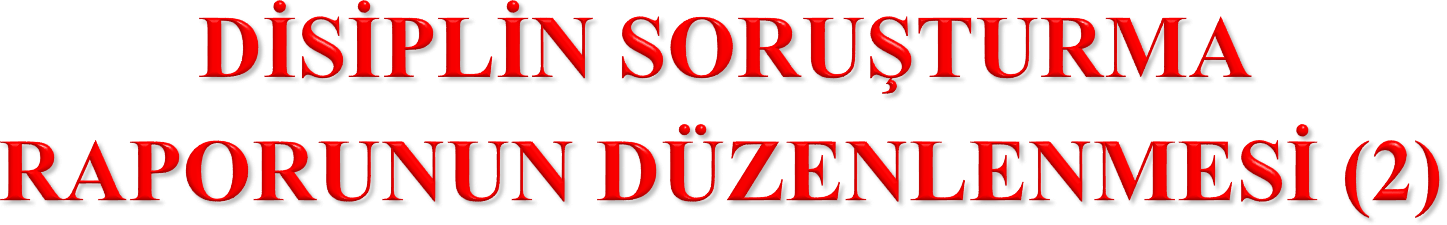 DİSİPLİN SORUŞTURMA
RAPORUNUN DÜZENLENMESİ (2)